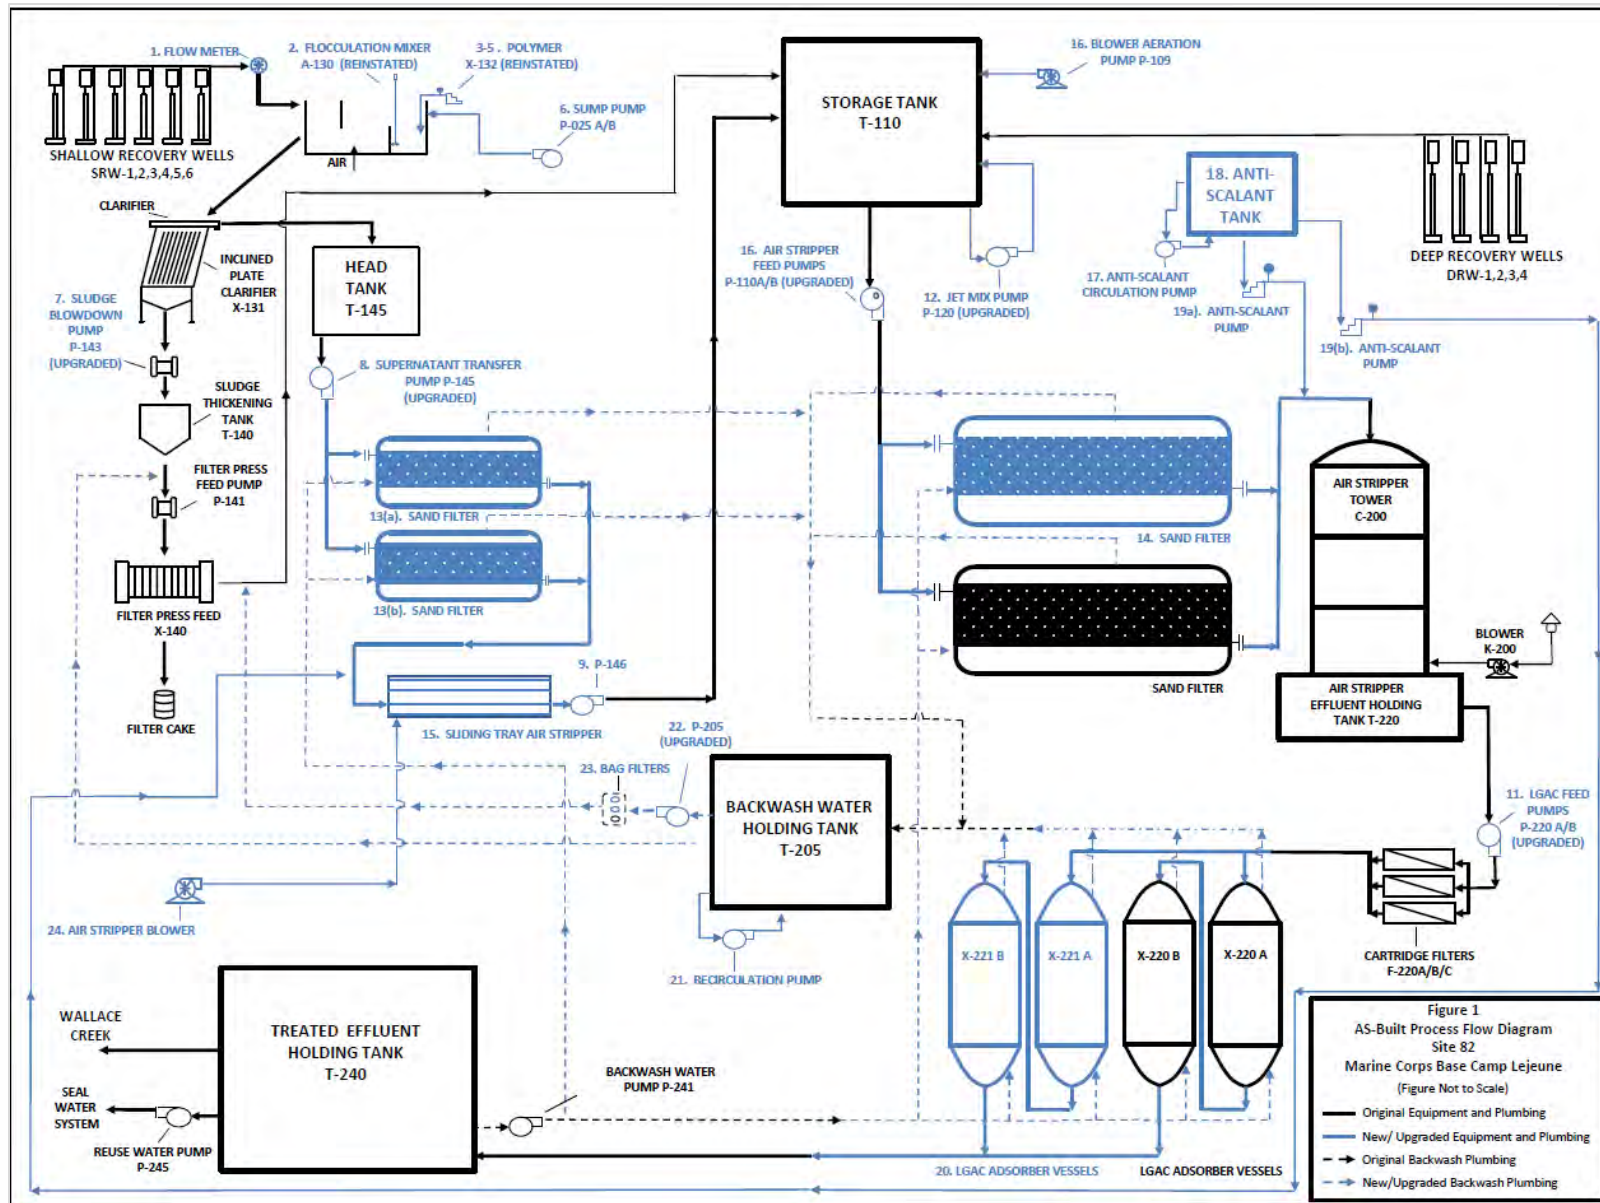 1. FLOW METER
2. FLOCCULATION MIXER
A-130 (REINSTATED)
3-5 . POLYMER
X-132 (REINSTATED)
6. SUMP PUMP
P-025 A/B
SHALLOW RECOVERY WELLS
SRW-1,2,3,4,5,6
AIR
STORAGE TANK
T-110
16. BLOWER AERATION
PUMP P-109
18. ANTI-
SCALANT
TANK
DEEP RECOVERY WELLS
DRW-1,2,3,4
CLARIFIER
INCLINED
PLATE
CLARIFIER
X-131
HEAD
TANK
T-145
16. AIR STRIPPER
FEED PUMPS
P-110A/B (UPGRADED)
12. JET MIX PUMP
P-120 (UPGRADED)
17. ANTI-SCALANT
CIRCULATION PUMP
19a). ANTI-SCALANT
PUMP
19(b). ANTI-SCALANT
PUMP
7. SLUDGE
BLOWDOWN
PUMP
P-143
(UPGRADED)
8. SUPERNATANT TRANSFER
PUMP P-145
(UPGRADED)
SLUDGE
THICKENING
TANK
T-140
FILTER PRESS
FEED PUMP
P-141
13(a). SAND FILTER
13(b). SAND FILTER
14. SAND FILTER
SAND FILTER
AIR STRIPPER
TOWER
C-200
FILTER PRESS FEED
X-140
FILTER CAKE
9. P-146
15. SLIDING TRAY AIR STRIPPER
BLOWER
K-200
AIR STRIPPER
EFFLUENT HOLDING
TANK T-220
22. P-205
(UPGRADED)
23. BAG FILTERS
BACKWASH WATER
HOLDING TANK
T-205
11. LGAC FEED
PUMPS
P-220 A/B
(UPGRADED)
24. AIR STRIPPER BLOWER
21. RECIRCULATION PUMP
X-221 B
X-221 A
X-220 B
X-220 A
CARTRIDGE FILTERS
F-220A/B/C
WALLACE
CREEK
TREATED EFFLUENT
HOLDING TANK
T-240
SEAL
WATER
SYSTEM
REUSE WATER PUMP
P-245
BACKWASH WATER
PUMP P-241
20. LGAC ADSORBER VESSELS
LGAC ADSORBER VESSELS
Figure 1
AS-Built Process Flow Diagram
Site 82
Marine Corps Base Camp Lejeune
(Figure Not to Scale)
Original Equipment and Plumbing
New/ Upgraded Equipment and Plumbing
Original Backwash Plumbing
New/Upgraded Backwash Plumbing